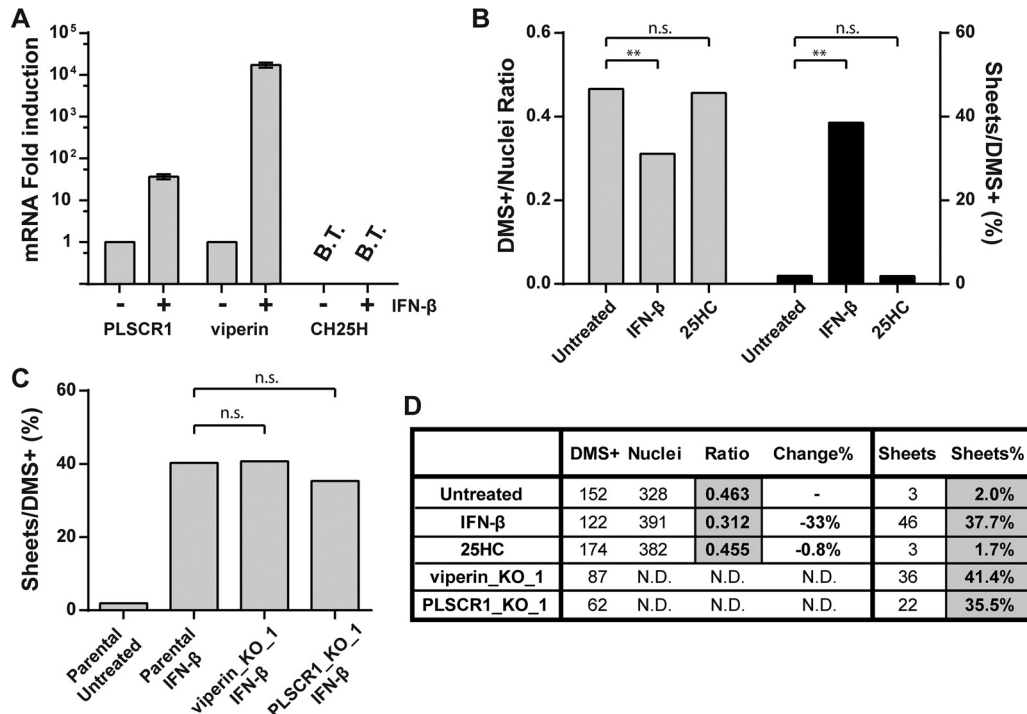 A
mRNA Fold induction
10⁴
10³
10²
10
1
B.T. B.T.
- + - + - + IFN-β
PLSCR1 viperin CH25H
B
DMS+/Nuclei Ratio
0.6
0.4
0.2
0.0
n.s.
**
n.s.
**
60
40
20
0
Sheets/DMS+ (%)
Untreated IFN-β 25HC Untreated IFN-β 25HC
C
Sheets/DMS+ (%)
60
40
20
0
n.s.
n.s.
Parental Untreated
Parental IFN-β
viperin_KO_1 IFN-β
PLSCR1_KO_1 IFN-β
D
DMS+ Nuclei Ratio Change% Sheets Sheets%
Untreated 152 328 0.463 - 3 2.0%
IFN-β 122 391 0.312 -33% 46 37.7%
25HC 174 382 0.455 -0.8% 3 1.7%
viperin_KO_1 87 N.D. N.D. N.D. 36 41.4%
PLSCR1_KO_1 62 N.D. N.D. N.D. 22 35.5%